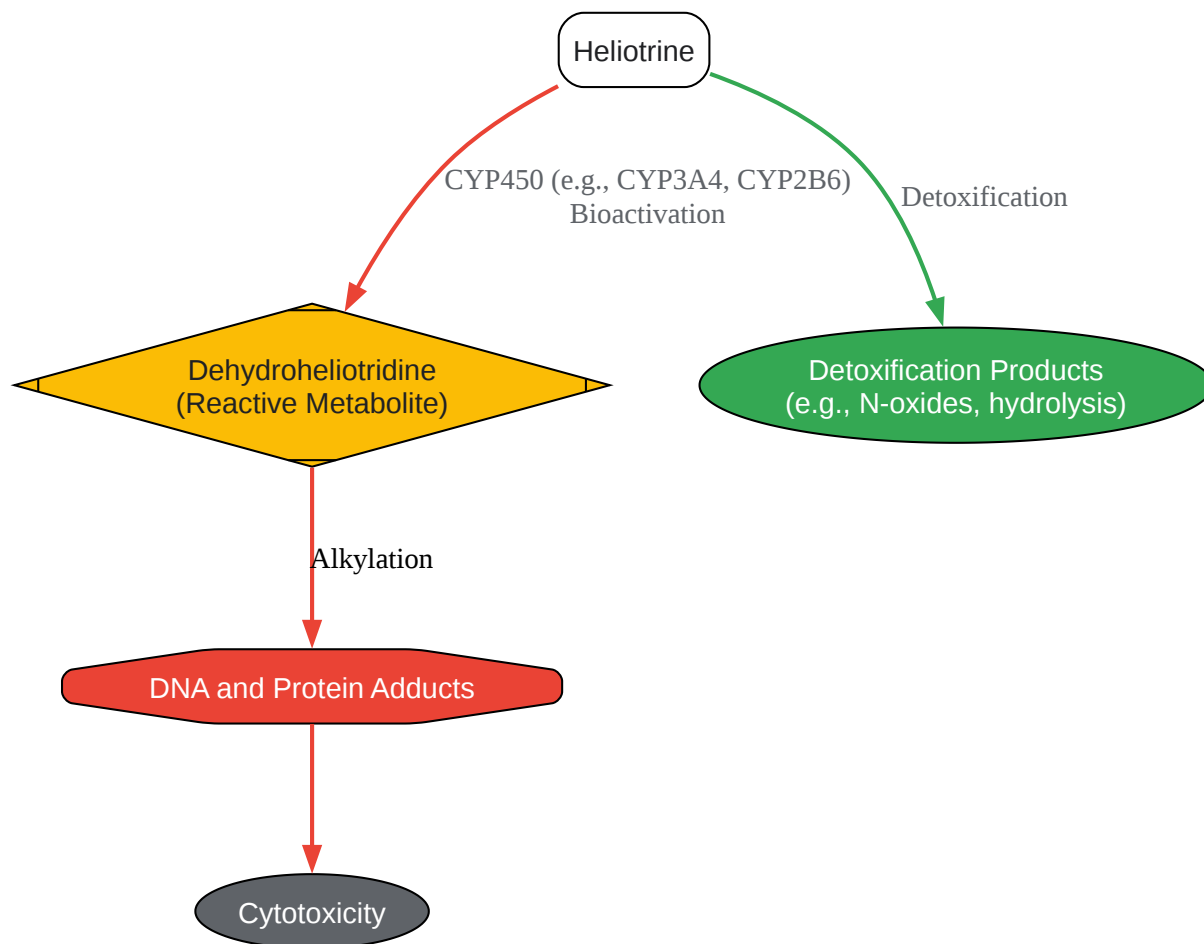 Heliotrine
CYP450 (e.g., CYP3A4, CYP2B6)
Bioactivation
Detoxification
Dehydroheliotridine
(Reactive Metabolite)
Detoxification Products
(e.g., N-oxides, hydrolysis)
Alkylation
DNA and Protein Adducts
Cytotoxicity